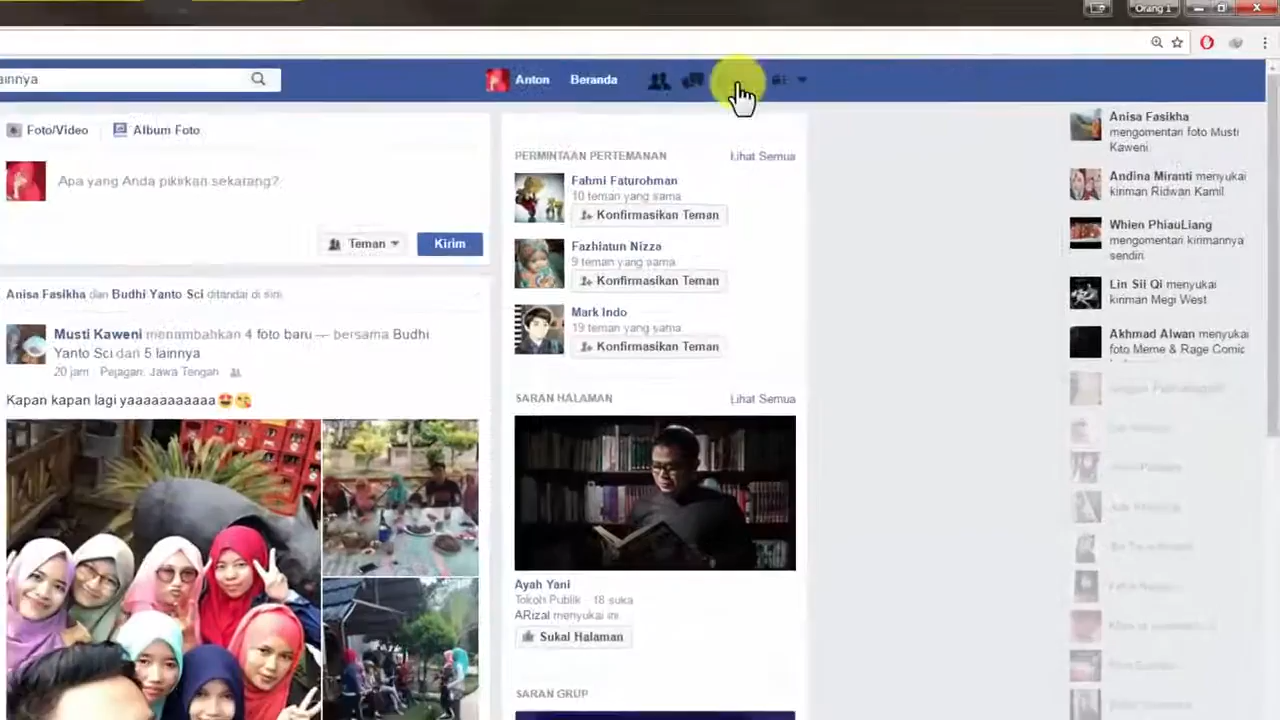 Orang 1
ainnya
Anton
Beranda
Foto/Video
Album Foto
Apa yang Anda pikirkan sekarang?
Teman
Kirim
Anisa Fasikha dan Budhi Yanto Sci ditandai di sini.
Musti Kaweni menambahkan 4 foto baru — bersama Budhi
Yanto Sci dan 5 lainnya
20 jam · Pejagan, Jawa Tengah
Kapan kapan lagi yaaaaaaaaaaa
PERMINTAAN PERTEMANAN
Lihat Semua
Fahmi Faturohman
10 teman yang sama
Konfirmasikan Teman
Fazhiatun Nizza
9 teman yang sama
Konfirmasikan Teman
Mark Indo
19 teman yang sama
Konfirmasikan Teman
SARAN HALAMAN
Lihat Semua
Ayah Yani
Tokoh Publik · 18 suka
ARizal menyukai ini
Sukai Halaman
SARAN GRUP
Anisa Fasikha
mengomentari foto Musti
Kaweni.
Andina Miranti menyukai
kiriman Ridwan Kamil.
Whien PhiauLiang
mengomentari kirimannya
sendiri.
Lin Sii Qi menyukai
kiriman Megi West.
Akhmad Alwan menyukai
foto Meme & Rage Comic